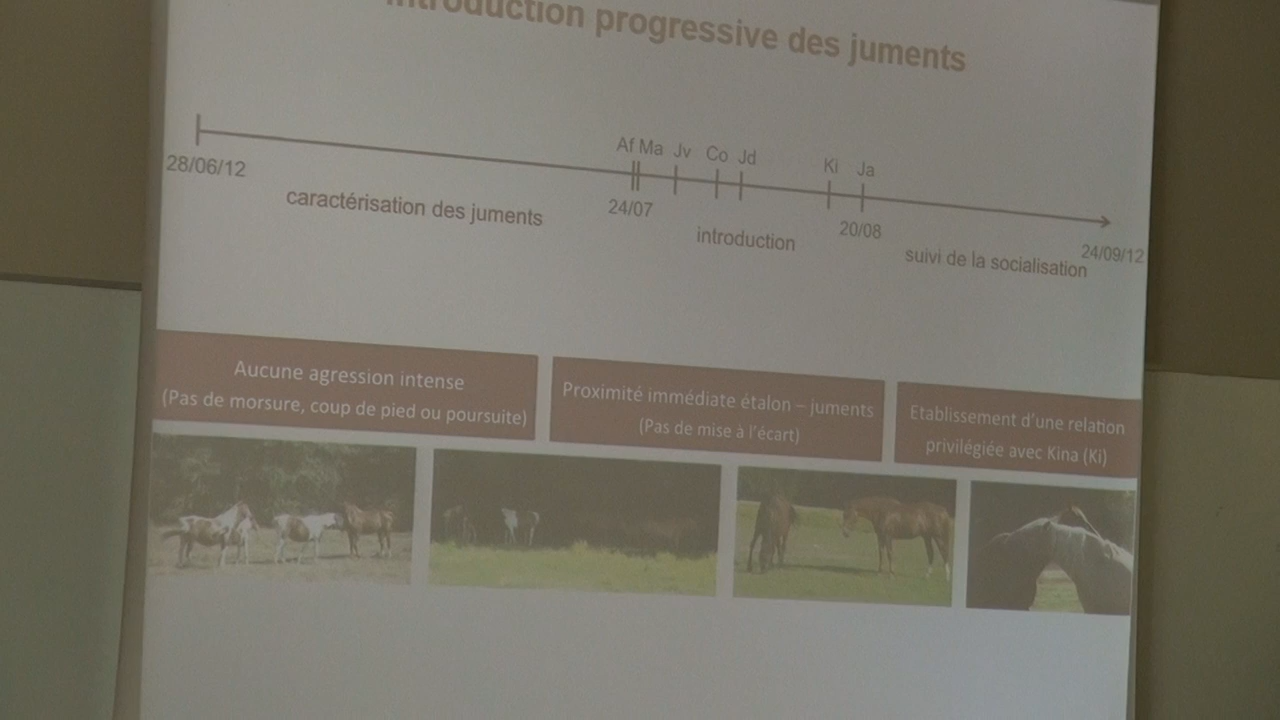 Introduction progressive des juments
Af Ma Jv Co Jd Ki Ja
28/06/12
24/07
20/08
24/09/12
caractérisation des juments
introduction
suivi de la socialisation
Aucune agression intense
(Pas de morsure, coup de pied ou poursuite)
Proximité immédiate étalon – juments
(Pas de mise à l'écart)
Etablissement d'une relation
privilégiée avec Kina (Ki)